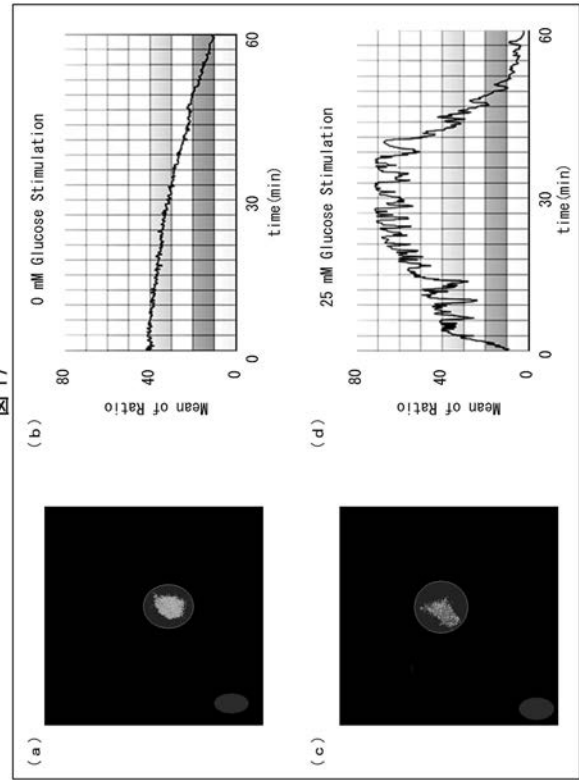 図 17
(a)
(b)
0 mM Glucose Stimulation
Mean of Ratio
80
40
0
0
30
60
time(min)
(c)
(d)
25 mM Glucose Stimulation
Mean of Ratio
80
40
0
0
30
60
time(min)